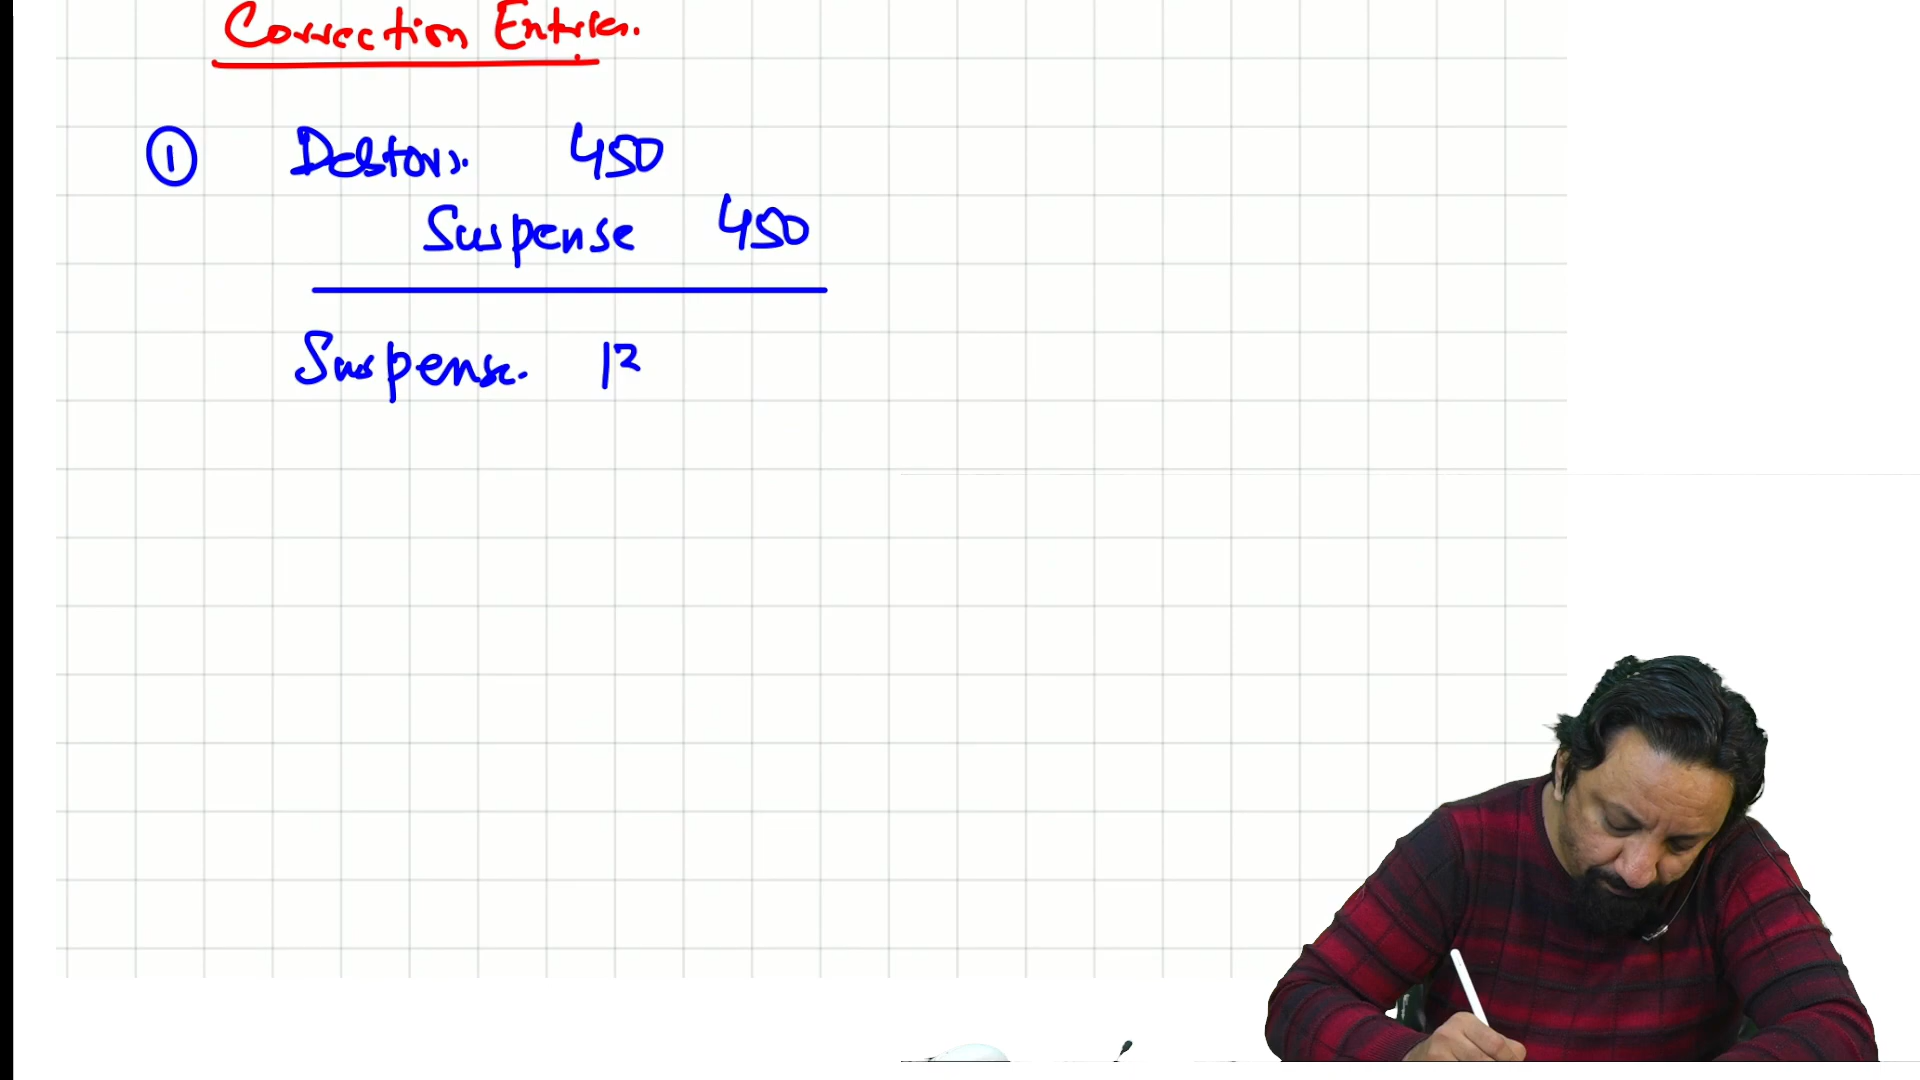 Correction Entries.
① Debtors. 450
Suspense 450
Suspense. 12